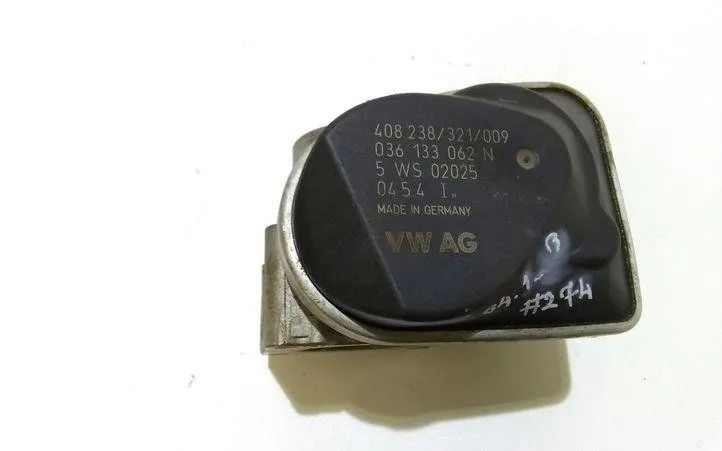 408.238/321/009
036 133 062 N
5 WS 02025
0454 I
MADE IN GERMANY
VW AG
#274